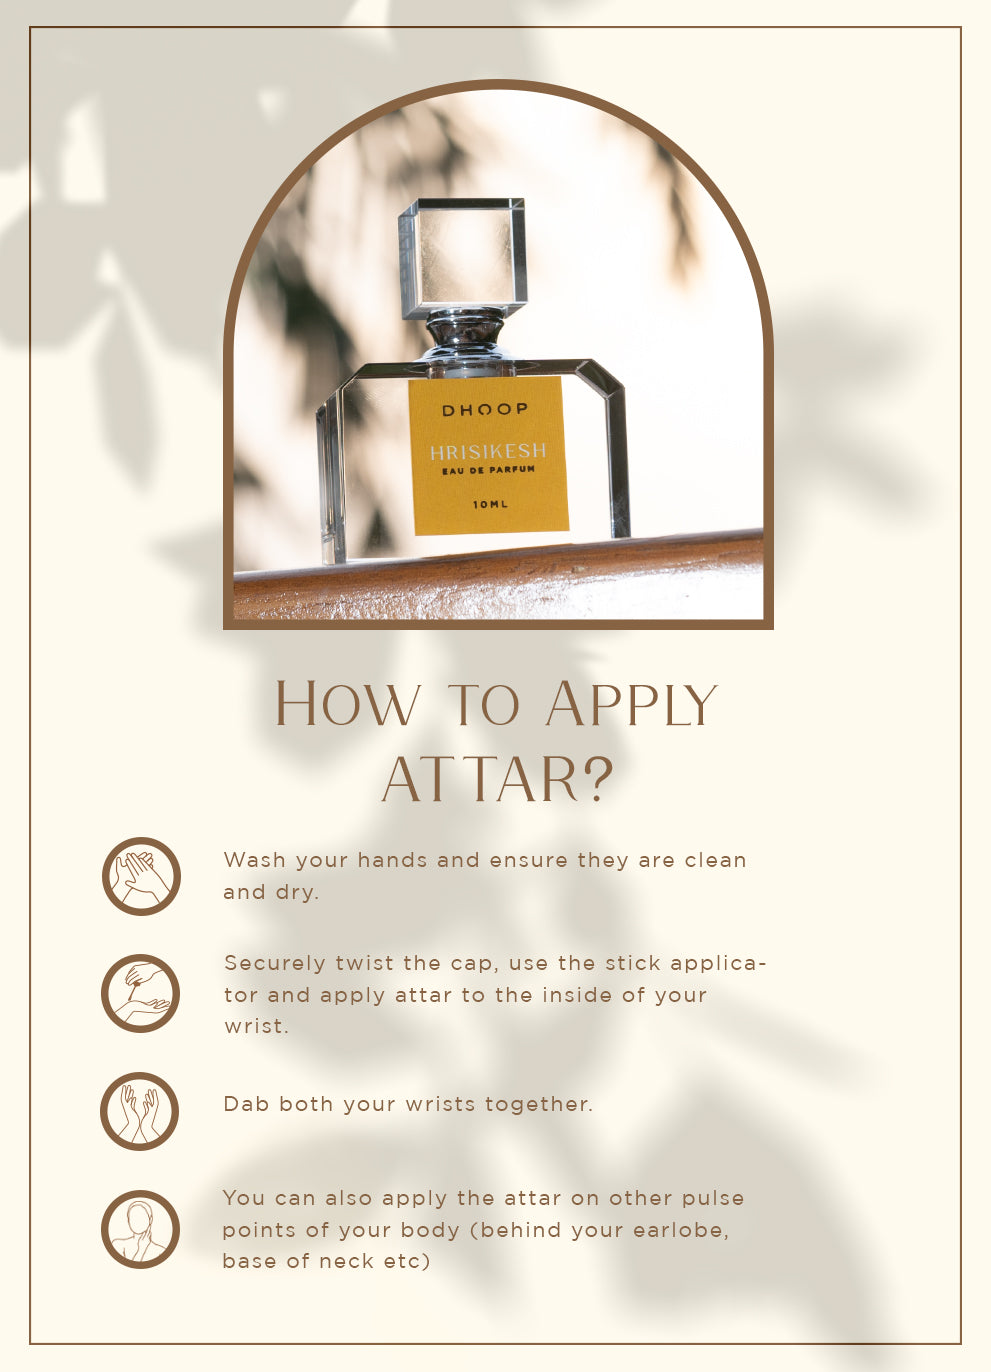 DHOOP
HRISIKESH
EAU DE PARFUM
10ML
How to Apply
Attar?
Wash your hands and ensure they are clean
and dry.
Securely twist the cap, use the stick applica-
tor and apply attar to the inside of your
wrist.
Dab both your wrists together.
You can also apply the attar on other pulse
points of your body (behind your earlobe,
base of neck etc)